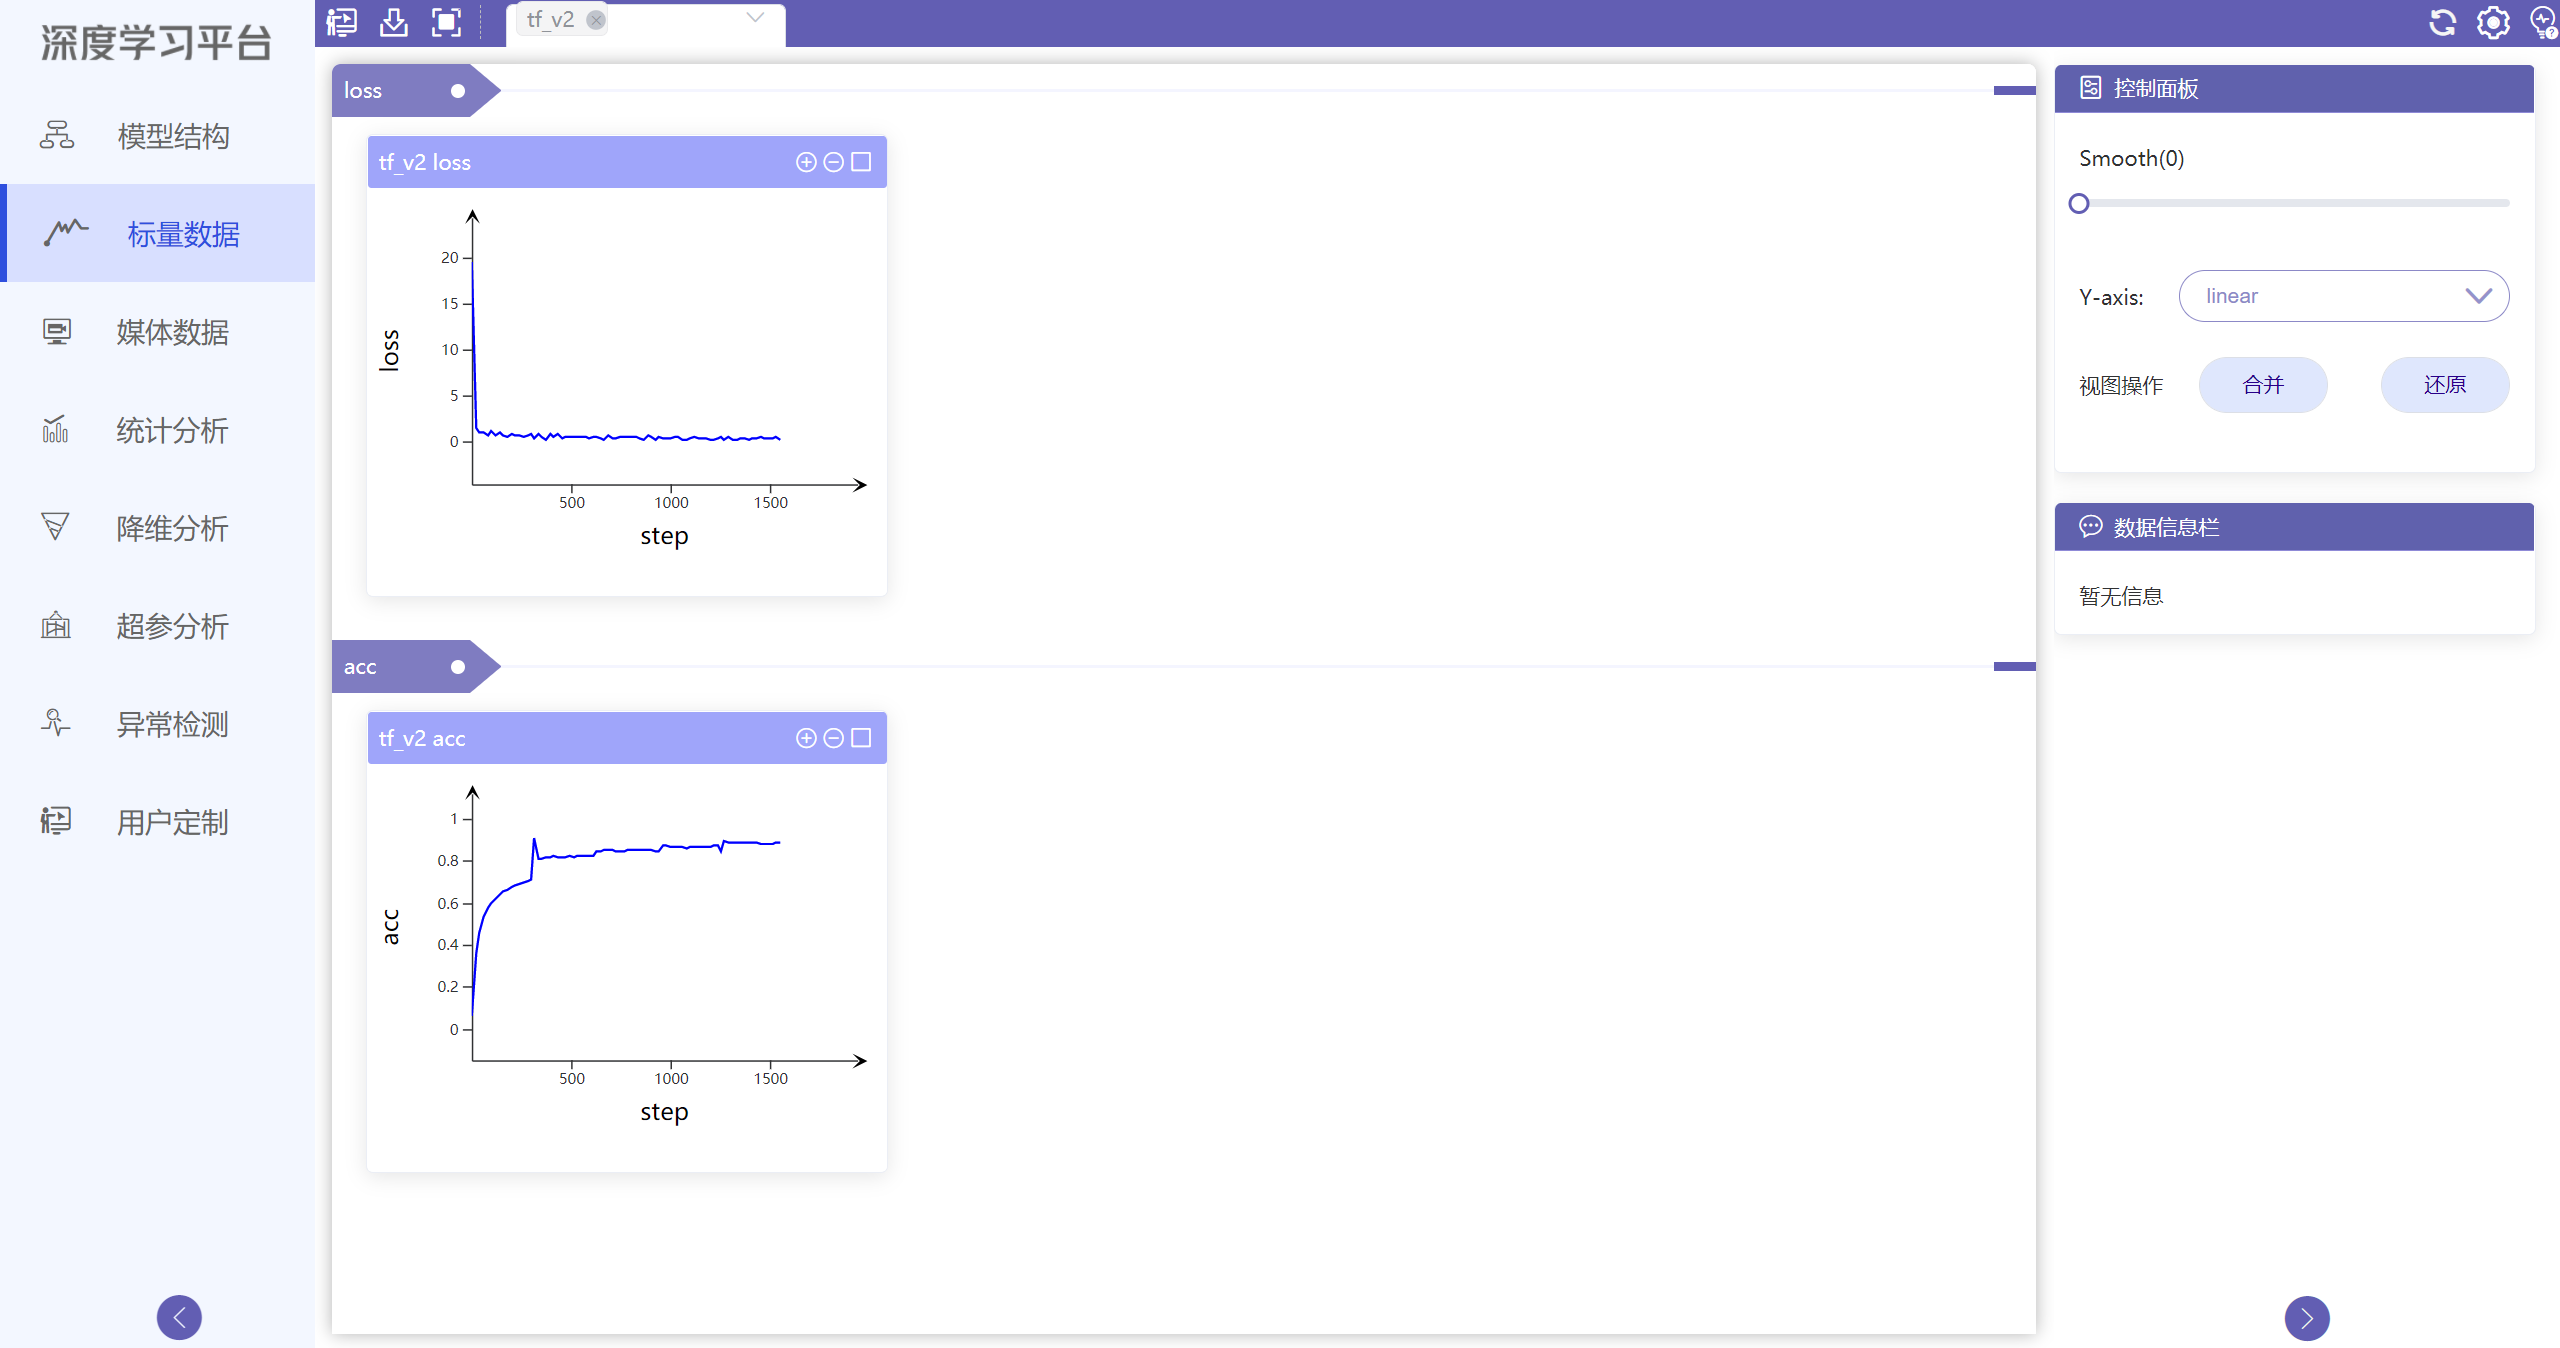 深度学习平台
模型结构
标量数据
媒体数据
统计分析
降维分析
超参分析
异常检测
用户定制
tf_v2
loss
tf_v2 loss
20
15
10
5
0
loss
500 1000 1500
step
acc
tf_v2 acc
1
0.8
0.6
0.4
0.2
0
acc
500 1000 1500
step
控制面板
Smooth(0)
Y-axis: linear
视图操作 合并 还原
数据信息栏
暂无信息